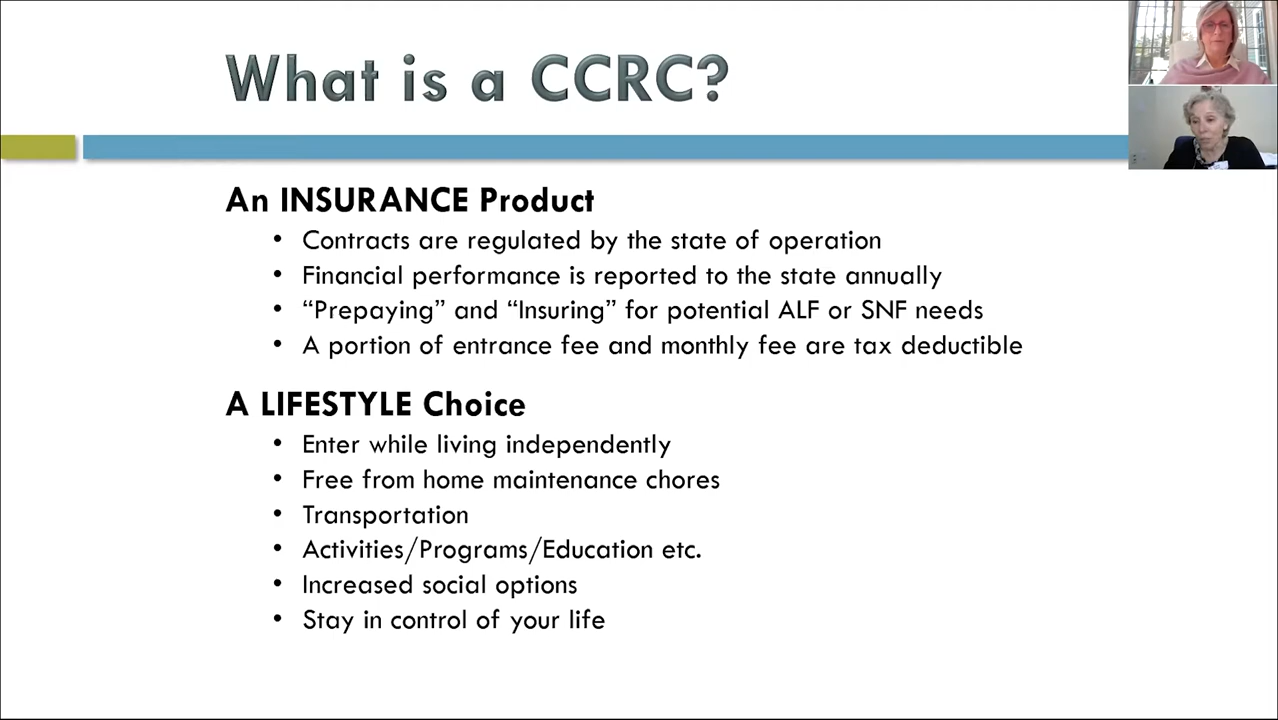 What is a CCRC?
An INSURANCE Product
• Contracts are regulated by the state of operation
• Financial performance is reported to the state annually
• “Prepaying” and “Insuring” for potential ALF or SNF needs
• A portion of entrance fee and monthly fee are tax deductible
A LIFESTYLE Choice
• Enter while living independently
• Free from home maintenance chores
• Transportation
• Activities/Programs/Education etc.
• Increased social options
• Stay in control of your life